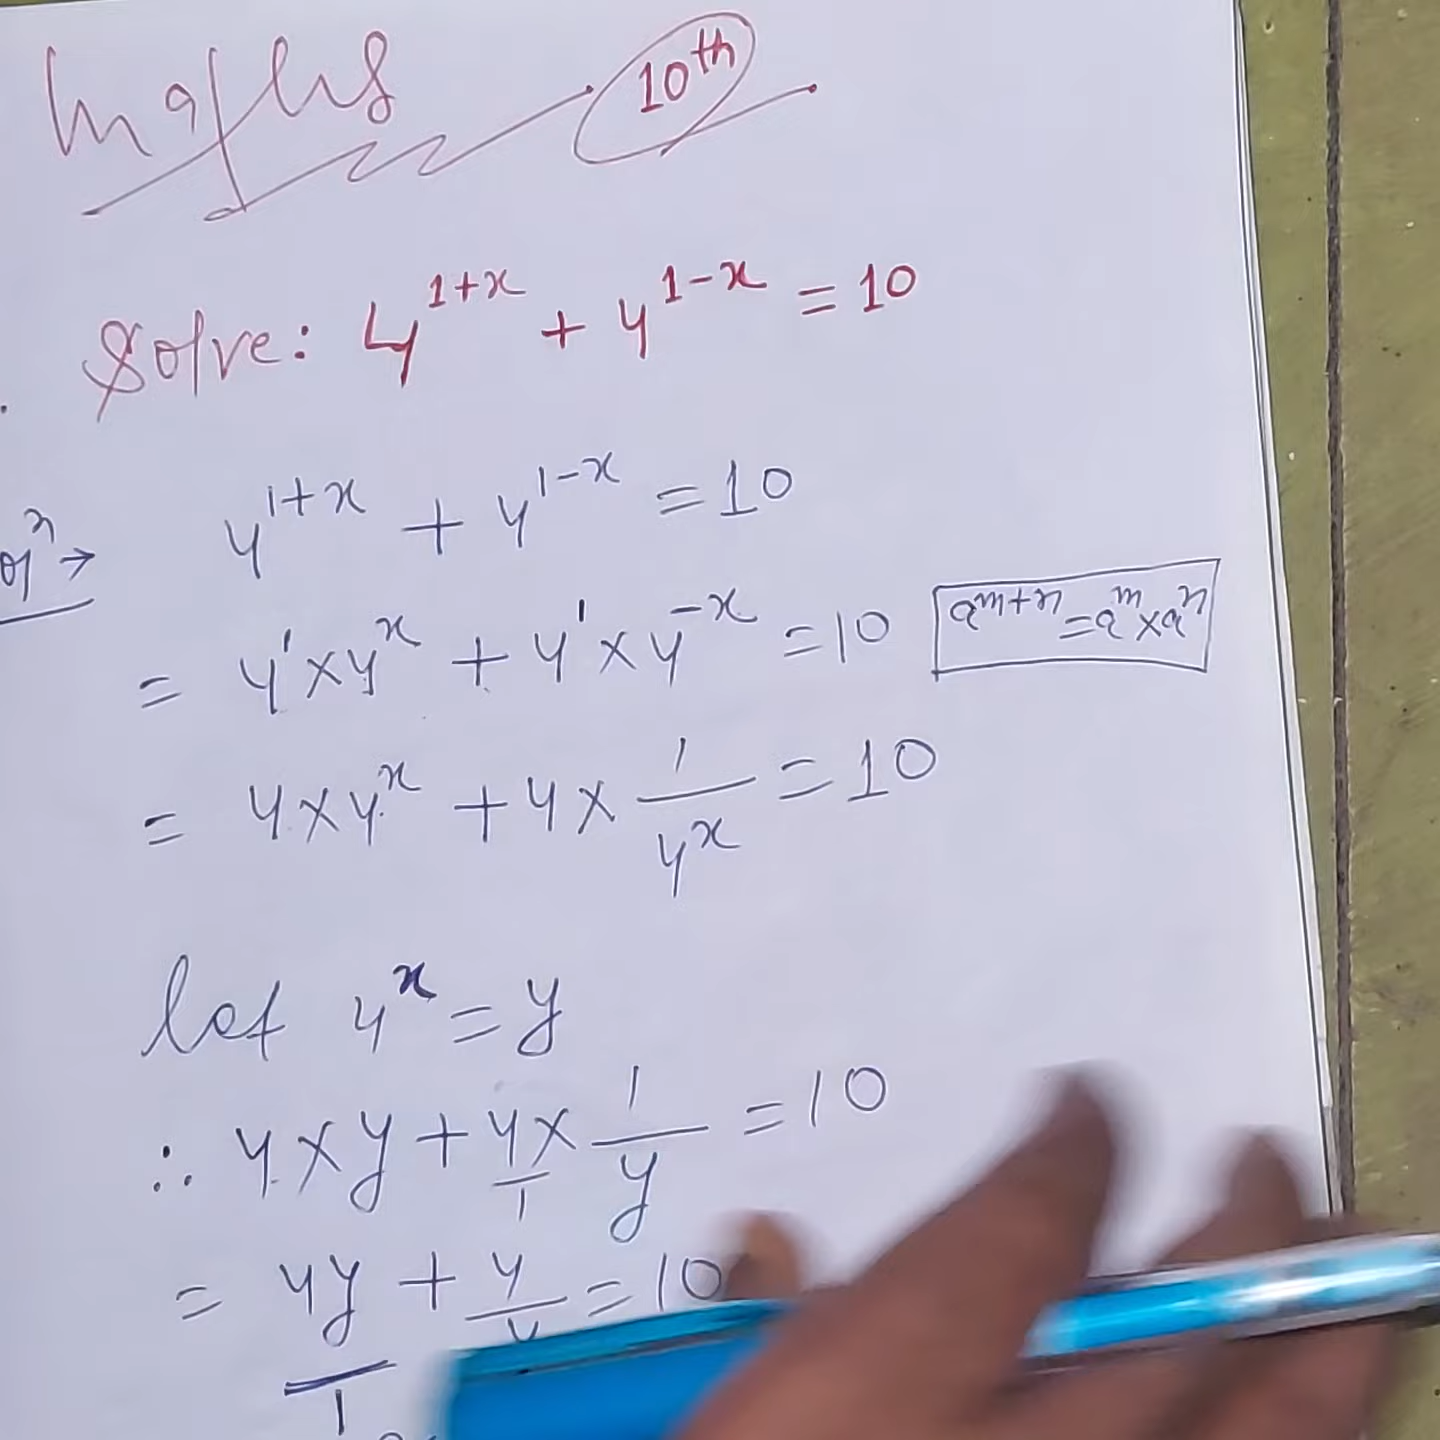 Maths 10th
Solve: 4^{1+x} + 4^{1-x} = 10
4^{1+x} + 4^{1-x} = 10
= 4^1 × 4^x + 4^1 × 4^{-x} = 10 a^{m+n} = a^m × a^n
= 4 × 4^x + 4 × 1/4^x = 10
let 4^x = y
∴ 4 × y + 4/1 × 1/y = 10
= 4y/1 + 4/y = 10